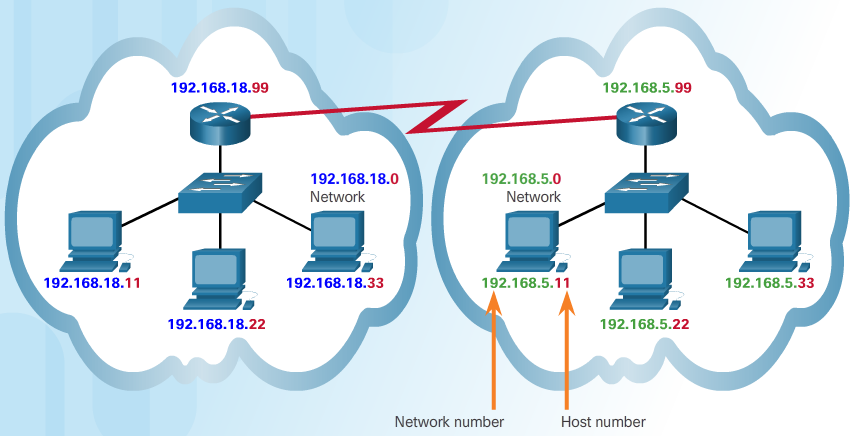 192.168.18.99
192.168.5.99
192.168.18.0
Network
192.168.5.0
Network
192.168.18.11
192.168.18.33
192.168.5.11
192.168.5.33
192.168.18.22
192.168.5.22
Network number
Host number